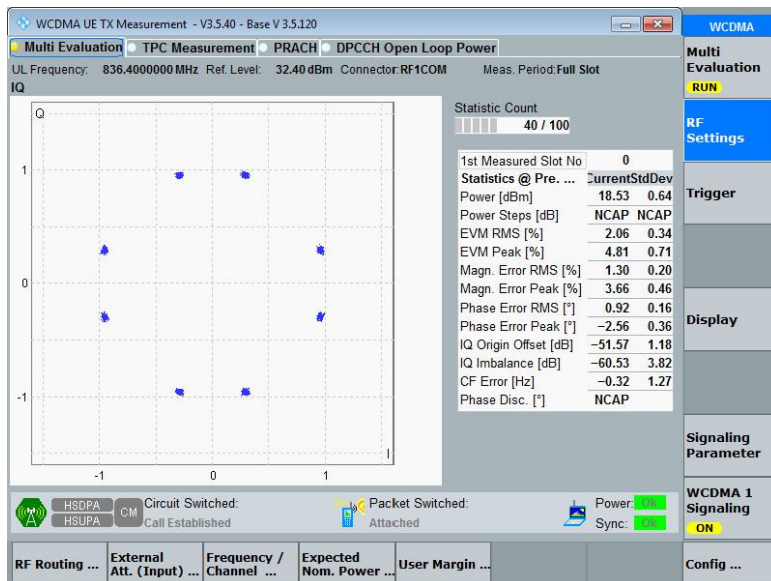 WCDMA UE TX Measurement - V3.5.40 - Base V 3.5.120
WCDMA
Multi Evaluation TPC Measurement PRACH DPCCH Open Loop Power
UL Frequency: 836.4000000 MHz Ref. Level: 32.40 dBm Connector: RF1COM Meas. Period: Full Slot
IQ
Q
1
0
-1
I
-1 0 1
Statistic Count
40 / 100
1st Measured Slot No 0
Statistics @ Pre. ... Current StdDev
Power [dBm] 18.53 0.64
Power Steps [dB] NCAP NCAP
EVM RMS [%] 2.06 0.34
EVM Peak [%] 4.81 0.71
Magn. Error RMS [%] 1.30 0.20
Magn. Error Peak [%] 3.66 0.46
Phase Error RMS [°] 0.92 0.16
Phase Error Peak [°] −2.56 0.36
IQ Origin Offset [dB] −51.57 1.18
IQ Imbalance [dB] −60.53 3.82
CF Error [Hz] −0.32 1.27
Phase Disc. [°] NCAP
Multi
Evaluation
RUN
RF
Settings
Trigger
Display
Signaling
Parameter
WCDMA 1
Signaling
ON
Config ...
HSDPA
HSUPA
CM
Circuit Switched:
Call Established
Packet Switched:
Attached
Power: Ok
Sync: Ok
RF Routing ...
External
Att. (Input) ...
Frequency /
Channel ...
Expected
Nom. Power ...
User Margin ...